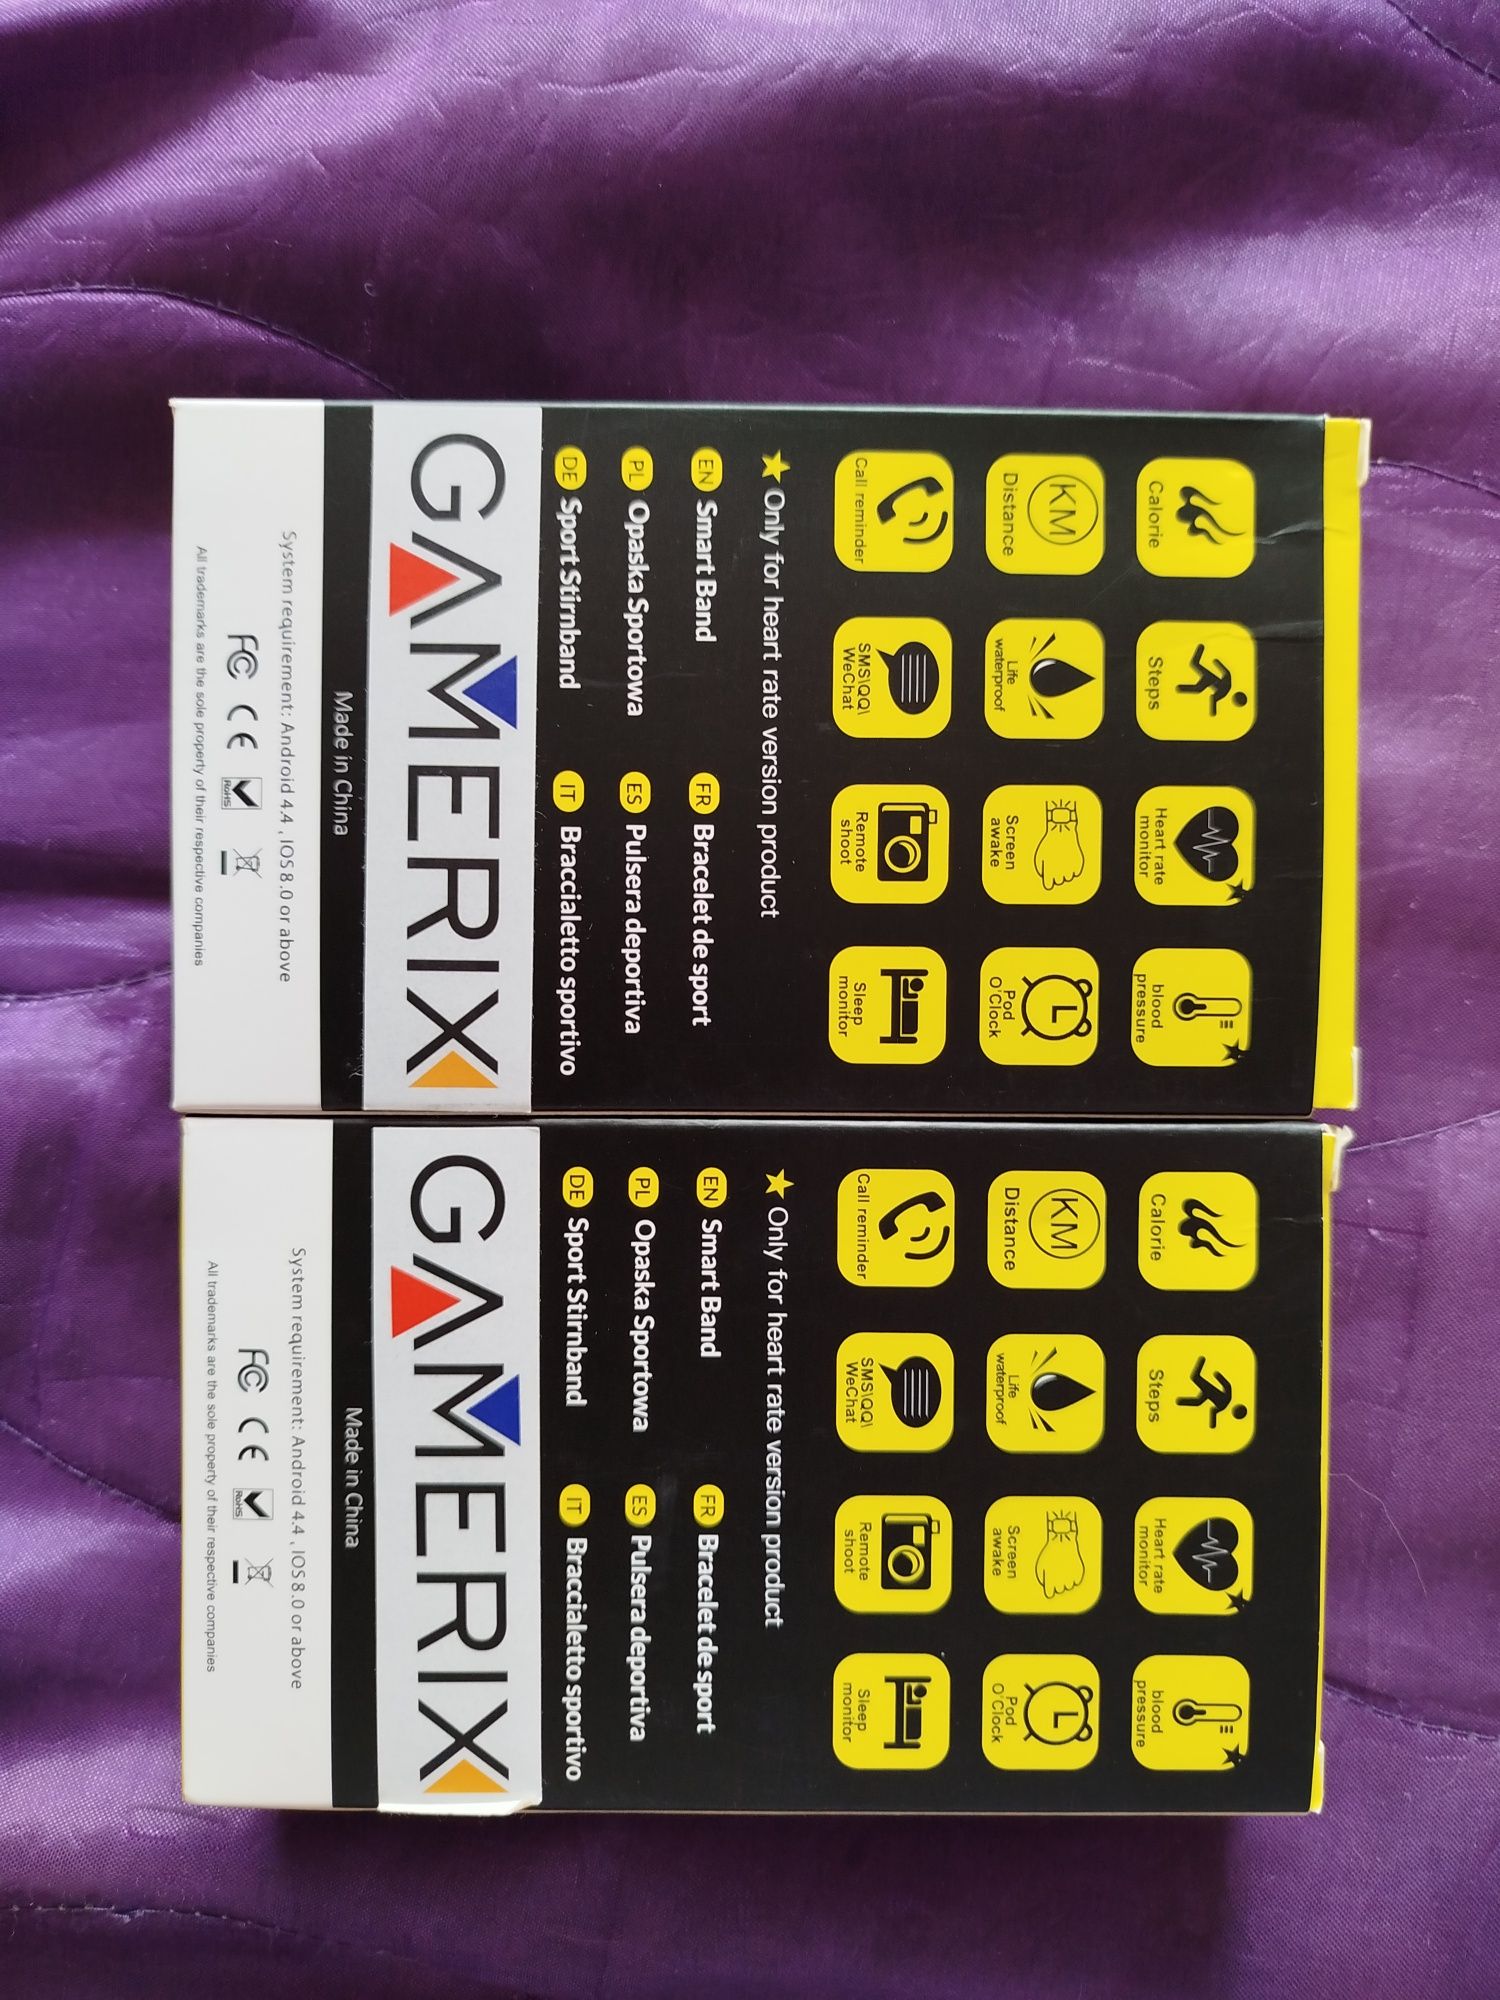 Calorie
Steps
Heart rate
monitor
blood
pressure
KM
Distance
Life
waterproof
Screen
awake
Pod
O'Clock
Call reminder
SMS\QQ\
WeChat
Remote
shoot
Sleep
monitor
★ Only for heart rate version product
EN Smart Band
FR Bracelet de sport
PL Opaska Sportowa
ES Pulsera deportiva
DE Sport Stirnband
IT Braccialetto sportivo
GAMERIX
Made in China
System requirement: Android 4.4 , IOS 8.0 or above
FC CE RoHS
All trademarks are the sole property of their respective companies
Calorie
Steps
Heart rate
monitor
blood
pressure
KM
Distance
Life
waterproof
Screen
awake
Pod
O'Clock
Call reminder
SMS\QQ\
WeChat
Remote
shoot
Sleep
monitor
★ Only for heart rate version product
EN Smart Band
FR Bracelet de sport
PL Opaska Sportowa
ES Pulsera deportiva
DE Sport Stirnband
IT Braccialetto sportivo
GAMERIX
Made in China
System requirement: Android 4.4 , IOS 8.0 or above
FC CE RoHS
All trademarks are the sole property of their respective companies